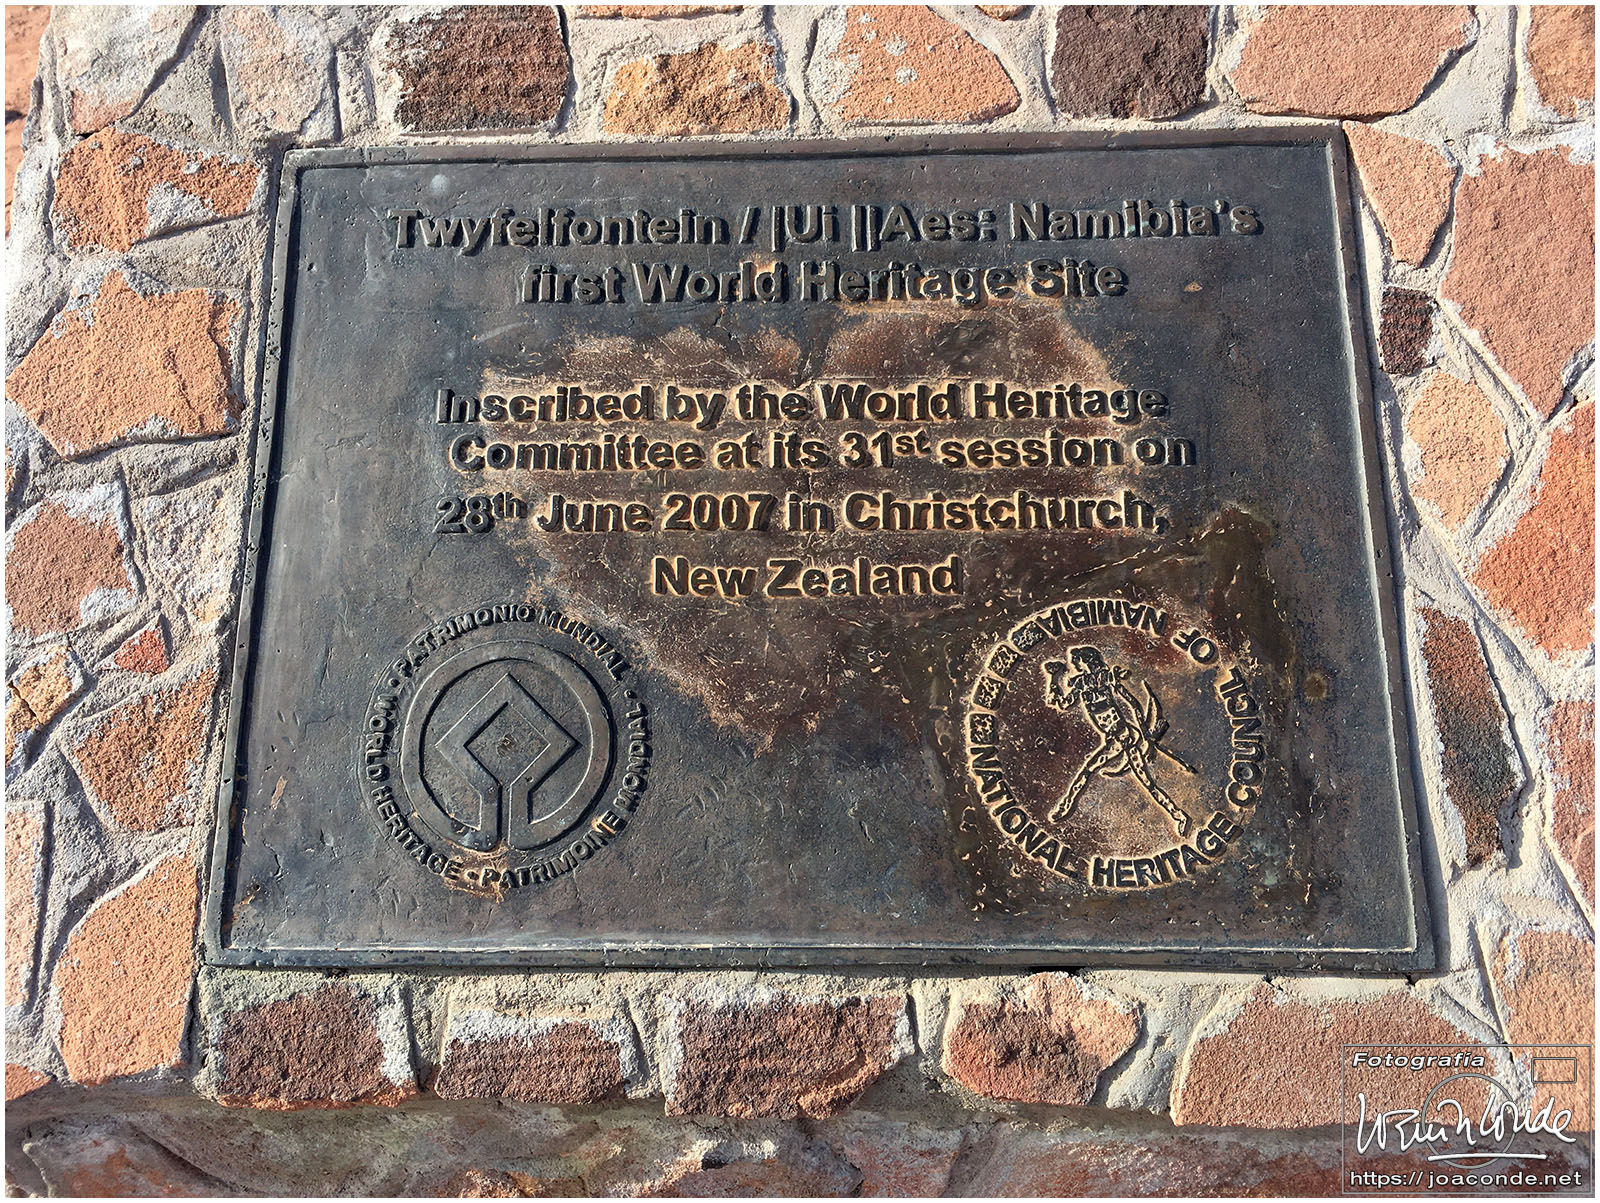 Twyfelfontein / |Ui ||Aes: Namibia's
first World Heritage Site
Inscribed by the World Heritage
Committee at its 31st session on
28th June 2007 in Christchurch,
New Zealand
WORLD HERITAGE • PATRIMOINE MONDIAL • PATRIMONIO MUNDIAL •
NATIONAL HERITAGE COUNCIL OF NAMIBIA
Fotografía
https:// joaconde.net